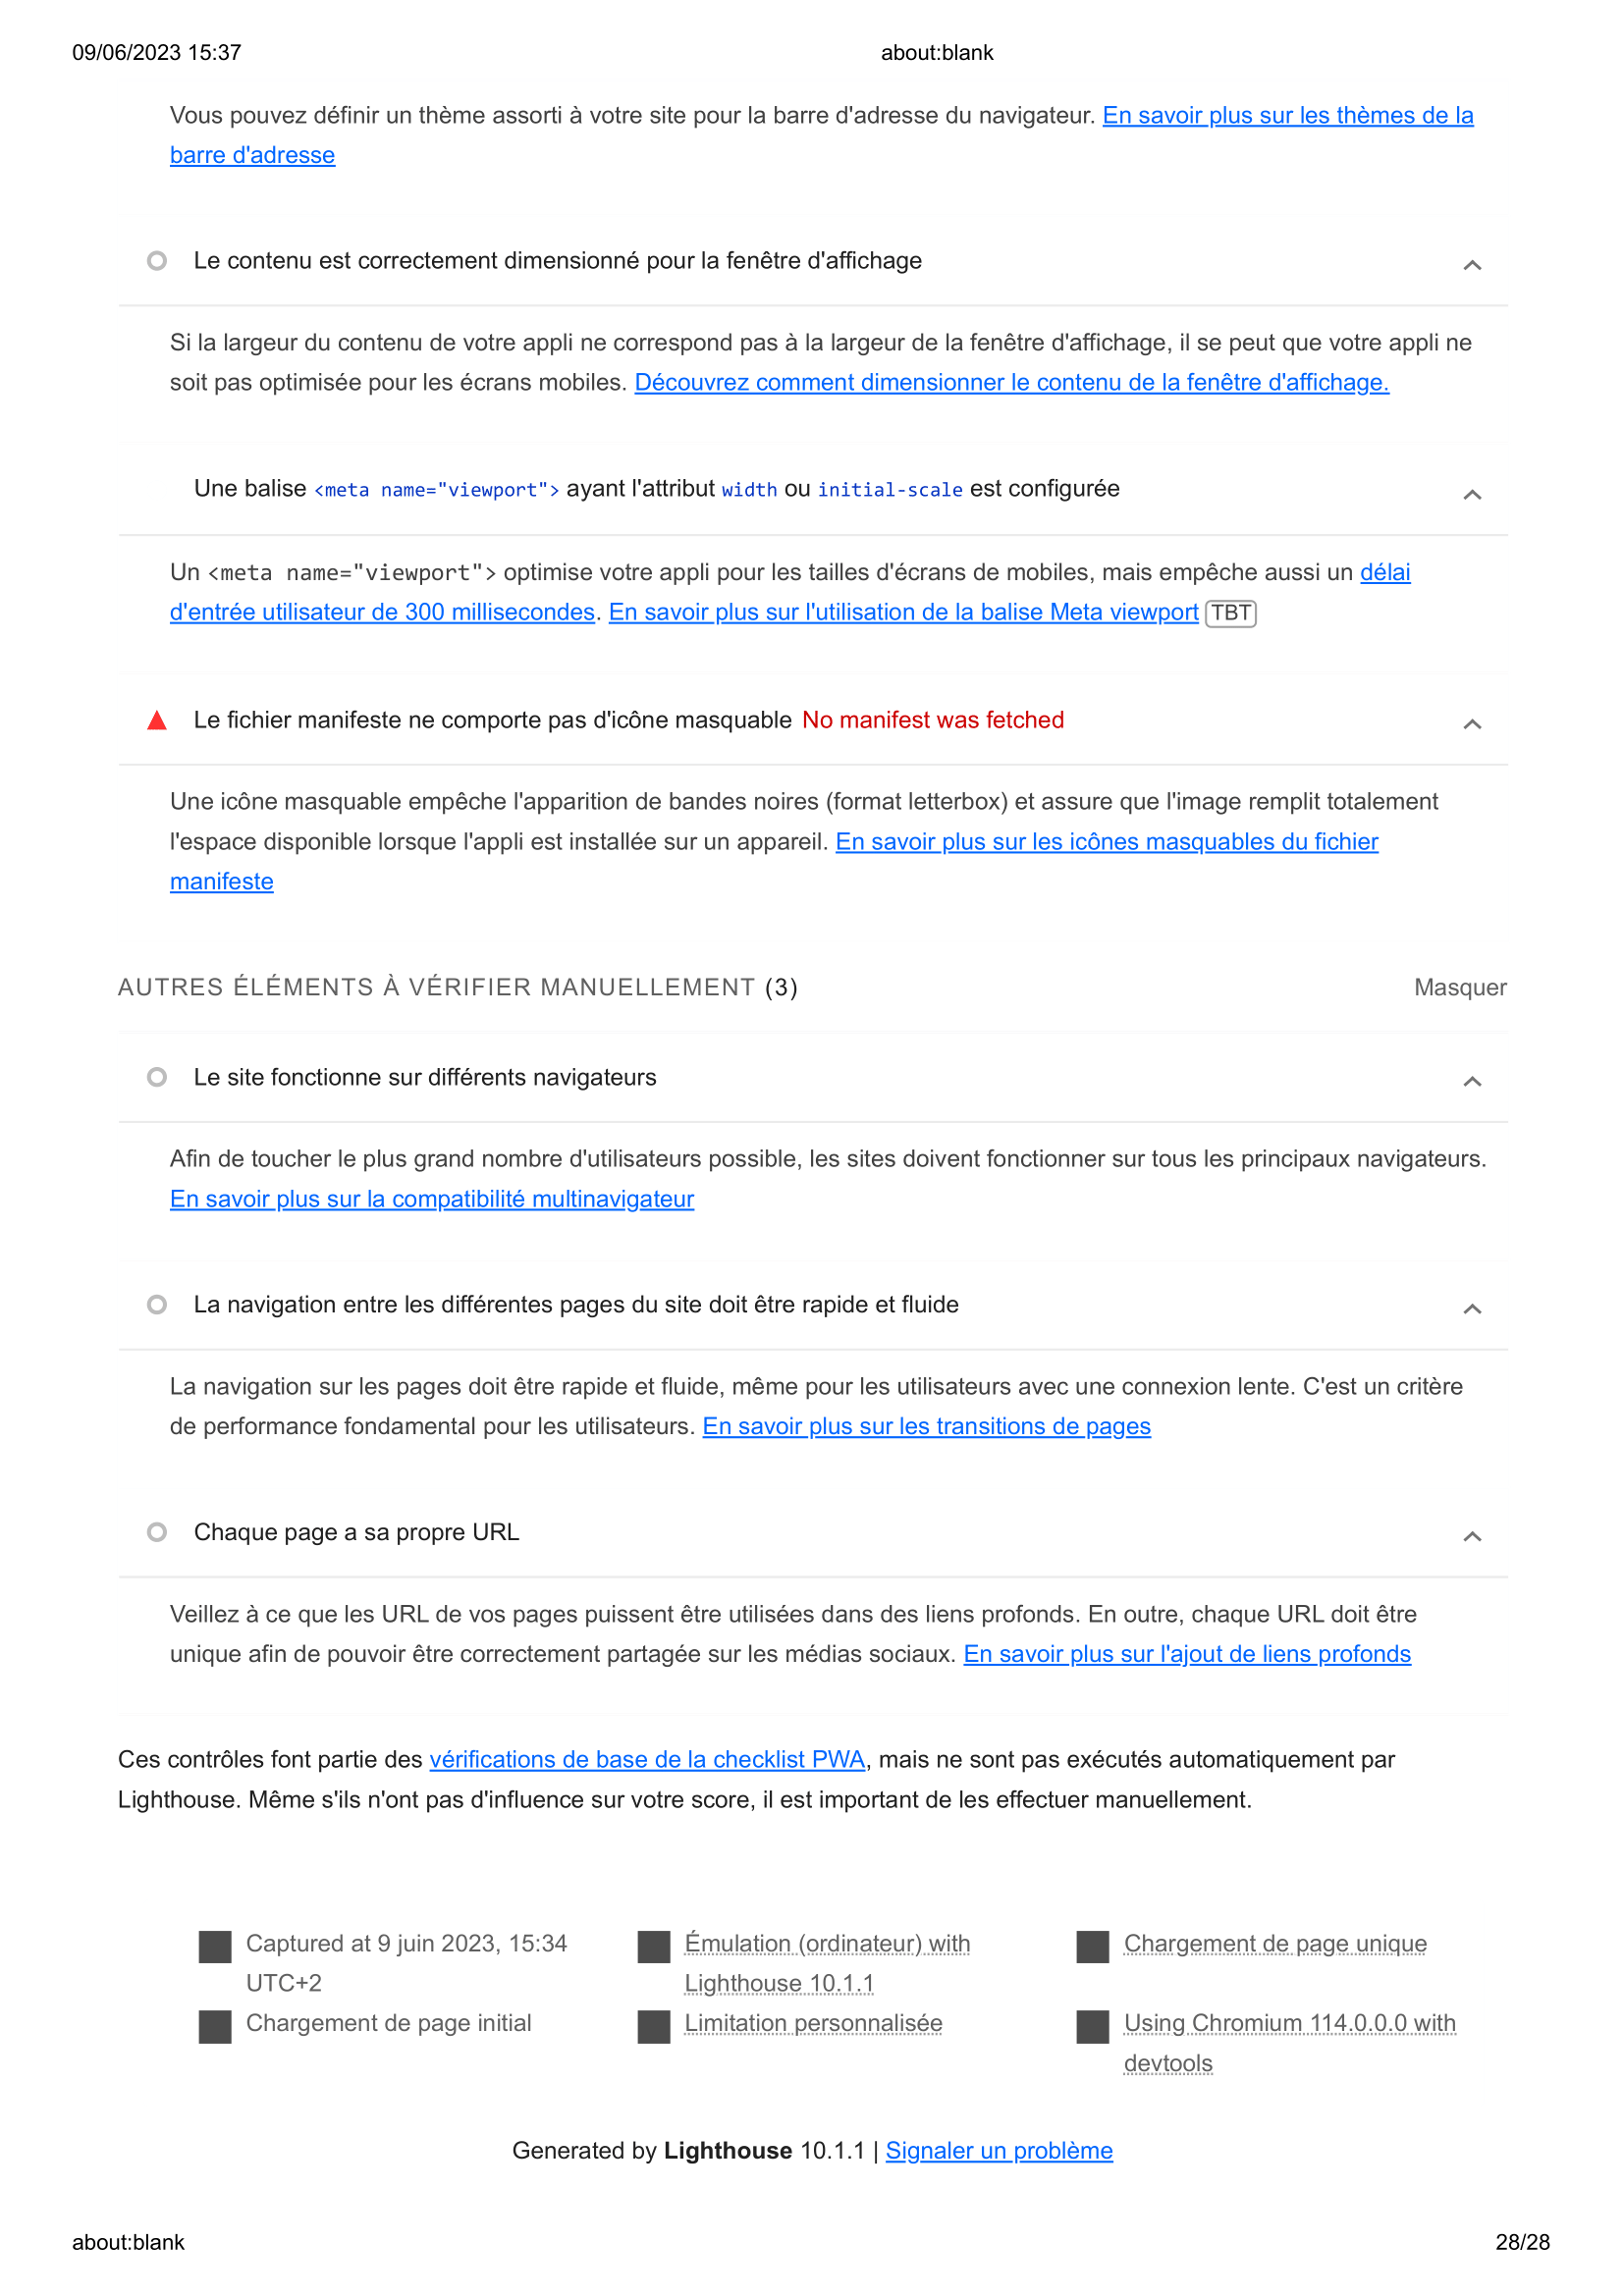 09/06/2023 15:37
about:blank
Vous pouvez définir un thème assorti à votre site pour la barre d'adresse du navigateur. En savoir plus sur les thèmes de la
barre d'adresse
Le contenu est correctement dimensionné pour la fenêtre d'affichage
Si la largeur du contenu de votre appli ne correspond pas à la largeur de la fenêtre d'affichage, il se peut que votre appli ne
soit pas optimisée pour les écrans mobiles. Découvrez comment dimensionner le contenu de la fenêtre d'affichage.
Une balise <meta name="viewport"> ayant l'attribut width ou initial-scale est configurée
Un <meta name="viewport"> optimise votre appli pour les tailles d'écrans de mobiles, mais empêche aussi un délai
d'entrée utilisateur de 300 millisecondes. En savoir plus sur l'utilisation de la balise Meta viewport TBT
Le fichier manifeste ne comporte pas d'icône masquable No manifest was fetched
Une icône masquable empêche l'apparition de bandes noires (format letterbox) et assure que l'image remplit totalement
l'espace disponible lorsque l'appli est installée sur un appareil. En savoir plus sur les icônes masquables du fichier
manifeste
AUTRES ÉLÉMENTS À VÉRIFIER MANUELLEMENT (3)
Masquer
Le site fonctionne sur différents navigateurs
Afin de toucher le plus grand nombre d'utilisateurs possible, les sites doivent fonctionner sur tous les principaux navigateurs.
En savoir plus sur la compatibilité multinavigateur
La navigation entre les différentes pages du site doit être rapide et fluide
La navigation sur les pages doit être rapide et fluide, même pour les utilisateurs avec une connexion lente. C'est un critère
de performance fondamental pour les utilisateurs. En savoir plus sur les transitions de pages
Chaque page a sa propre URL
Veillez à ce que les URL de vos pages puissent être utilisées dans des liens profonds. En outre, chaque URL doit être
unique afin de pouvoir être correctement partagée sur les médias sociaux. En savoir plus sur l'ajout de liens profonds
Ces contrôles font partie des vérifications de base de la checklist PWA, mais ne sont pas exécutés automatiquement par
Lighthouse. Même s'ils n'ont pas d'influence sur votre score, il est important de les effectuer manuellement.
Captured at 9 juin 2023, 15:34
UTC+2
Émulation (ordinateur) with
Lighthouse 10.1.1
Chargement de page unique
Chargement de page initial
Limitation personnalisée
Using Chromium 114.0.0.0 with
devtools
Generated by Lighthouse 10.1.1 | Signaler un problème
about:blank
28/28